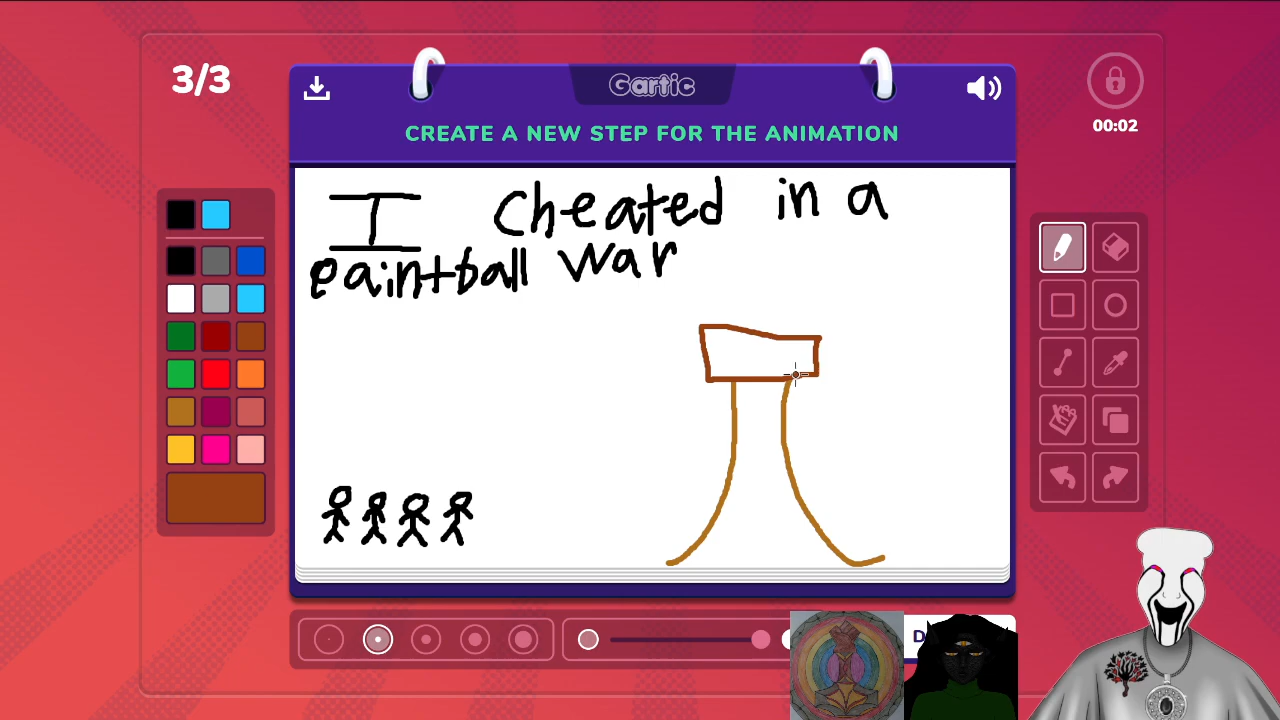 3/3
Gartic
00:02
CREATE A NEW STEP FOR THE ANIMATION
I cheated in a
paintball war
D